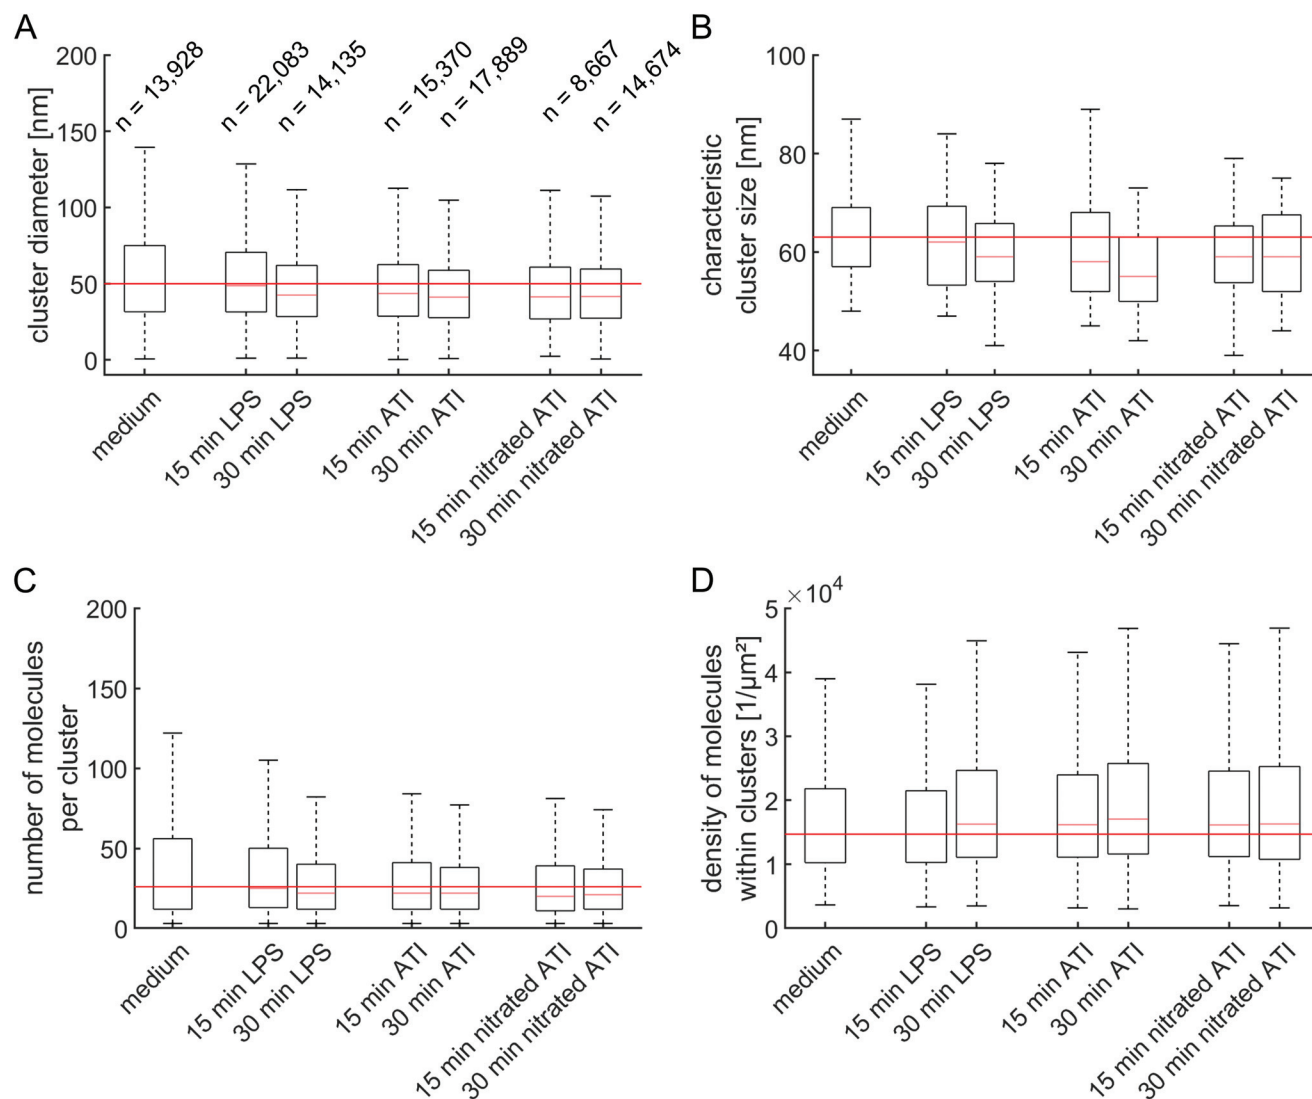 A
cluster diameter [nm]
200
150
100
50
0
n = 13,928
n = 22,083
n = 14,135
n = 15,370
n = 17,889
n = 8,667
n = 14,674
medium
15 min LPS
30 min LPS
15 min ATI
30 min ATI
15 min nitrated ATI
30 min nitrated ATI
B
characteristic
cluster size [nm]
100
80
60
40
medium
15 min LPS
30 min LPS
15 min ATI
30 min ATI
15 min nitrated ATI
30 min nitrated ATI
C
number of molecules
per cluster
200
150
100
50
0
medium
15 min LPS
30 min LPS
15 min ATI
30 min ATI
15 min nitrated ATI
30 min nitrated ATI
D
density of molecules
within clusters [1/µm²]
×10⁴
5
4
3
2
1
0
medium
15 min LPS
30 min LPS
15 min ATI
30 min ATI
15 min nitrated ATI
30 min nitrated ATI